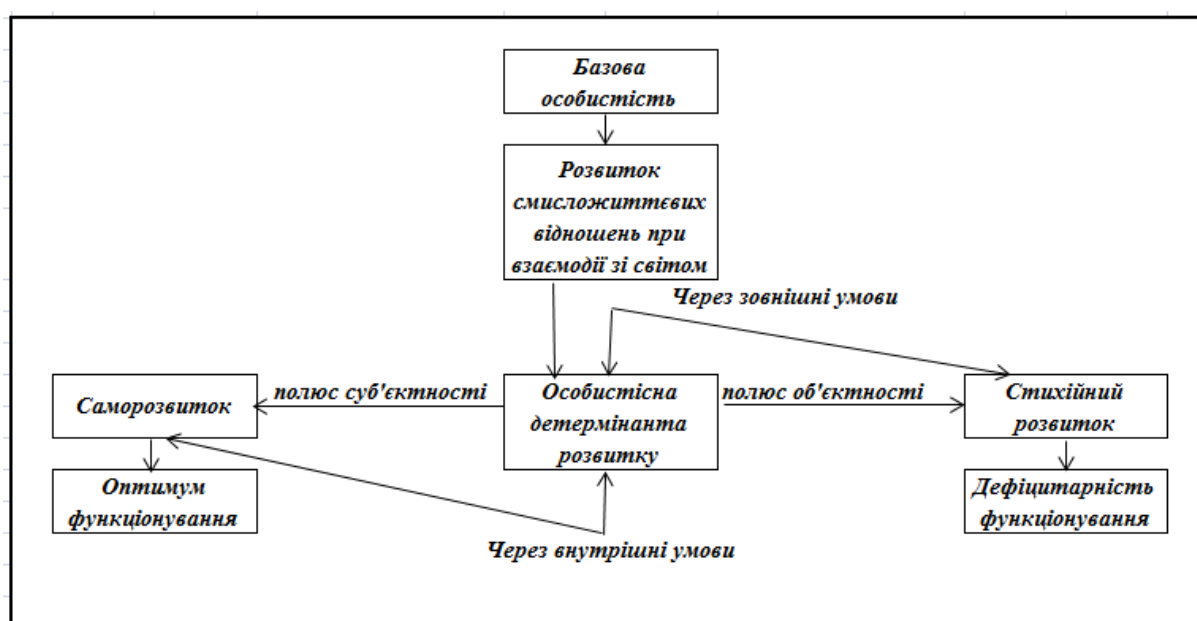 Базова
особистість
Розвиток
смисложиттєвих
відношень при
взаємодії зі світом
Через зовнішні умови
Саморозвиток
полюс суб'єктності
Особистісна
детермінанта
розвитку
полюс об'єктності
Стихійний
розвиток
Оптимум
функціонування
Дефіцитарність
функціонування
Через внутрішні умови